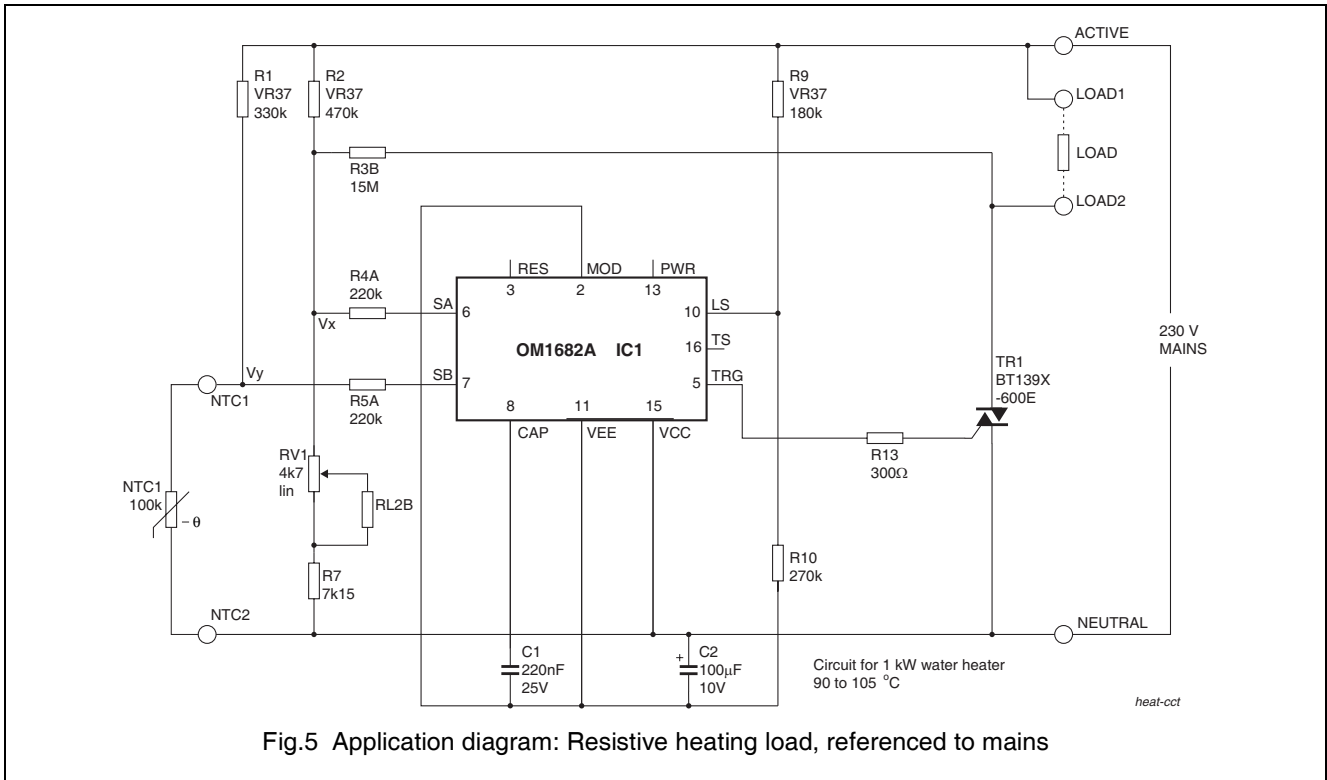 ACTIVE
R1
VR37
330k
R2
VR37
470k
R9
VR37
180k
LOAD1
LOAD
LOAD2
R3B
15M
RES
MOD
PWR
3
2
13
R4A
220k
SA
6
10
LS
Vx
16
TS
OM1682A IC1
230 V
MAINS
Vy
SB
7
5
TRG
TR1
BT139X
-600E
NTC1
R5A
220k
8
11
15
CAP
VEE
VCC
R13
300Ω
RV1
4k7
lin
RL2B
NTC1
100k
– θ
R10
270k
R7
7k15
NTC2
NEUTRAL
C1
220nF
25V
+
C2
100µF
10V
Circuit for 1 kW water heater
90 to 105 °C
heat-cct
Fig.5 Application diagram: Resistive heating load, referenced to mains